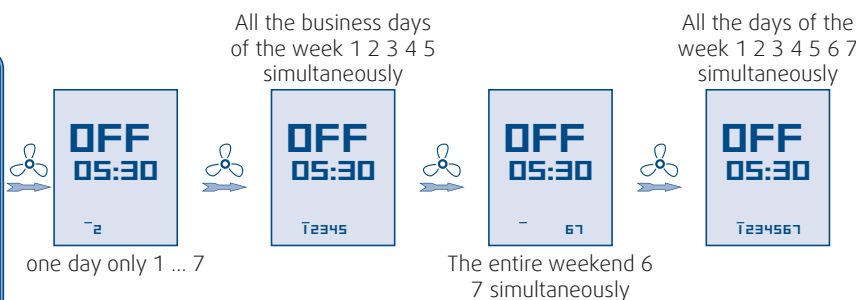 All the business days
of the week 1 2 3 4 5
simultaneously
All the days of the
week 1 2 3 4 5 6 7
simultaneously
OFF
05:30
2
OFF
05:30
12345
OFF
05:30
67
OFF
05:30
1234567
one day only 1 ... 7
The entire weekend 6
7 simultaneously